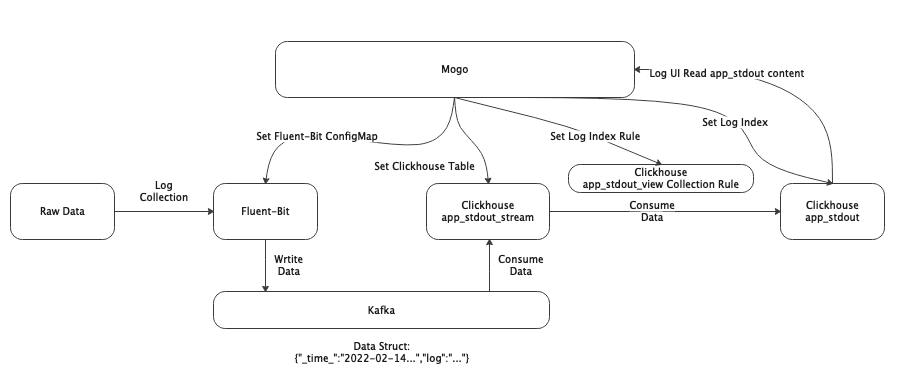 Mogo
Log UI Read app_stdout content
Set Fluent-Bit ConfigMap
Set Clickhouse Table
Set Log Index Rule
Set Log Index
Clickhouse
app_stdout_view Collection Rule
Raw Data
Log
Collection
Fluent-Bit
Clickhouse
app_stdout_stream
Consume
Data
Clickhouse
app_stdout
Wrtite
Data
Consume
Data
Kafka
Data Struct:
{"_time_":"2022-02-14...","log":"..."}